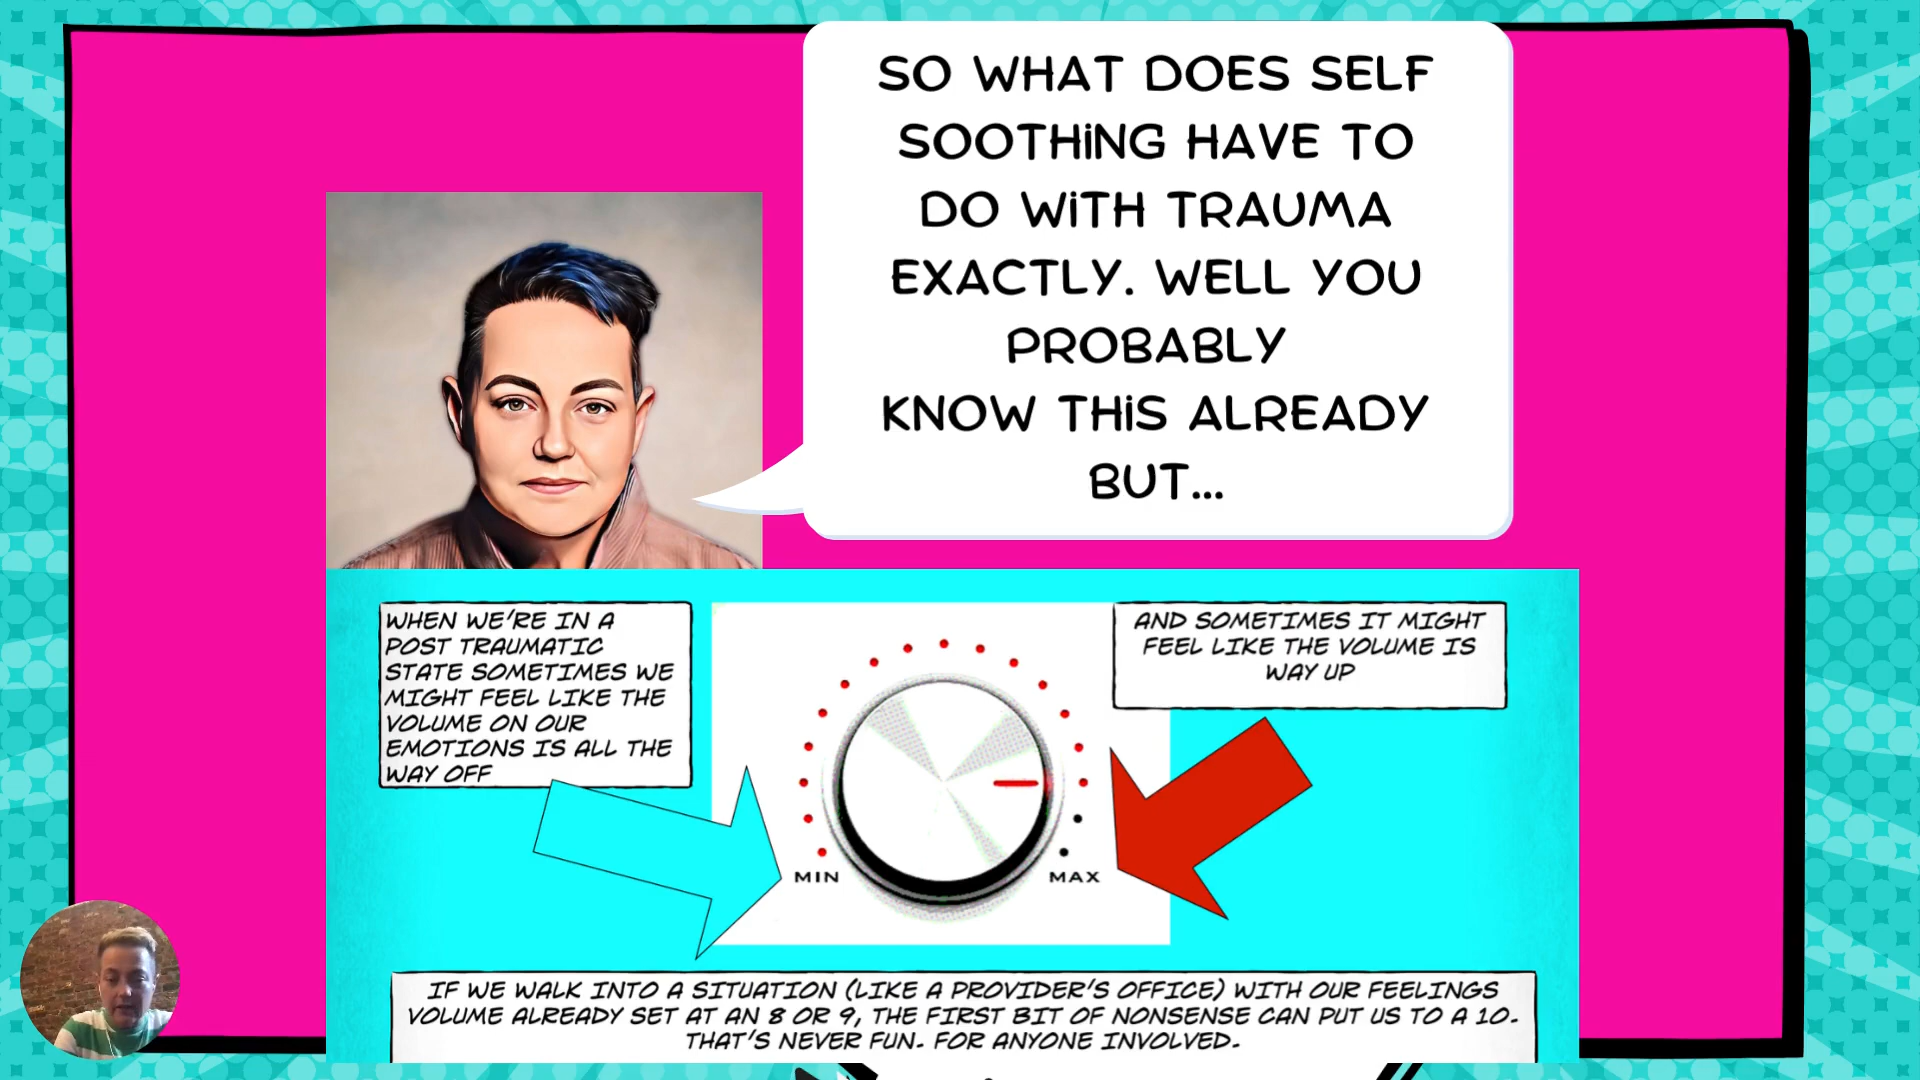 SO WHAT DOES SELF
SOOTHING HAVE TO
DO WITH TRAUMA
EXACTLY. WELL YOU
PROBABLY
KNOW THIS ALREADY
BUT...
WHEN WE'RE IN A
POST TRAUMATIC
STATE SOMETIMES WE
MIGHT FEEL LIKE THE
VOLUME ON OUR
EMOTIONS IS ALL THE
WAY OFF
AND SOMETIMES IT MIGHT
FEEL LIKE THE VOLUME IS
WAY UP
MIN
MAX
IF WE WALK INTO A SITUATION (LIKE A PROVIDER'S OFFICE) WITH OUR FEELINGS
VOLUME ALREADY SET AT AN 8 OR 9, THE FIRST BIT OF NONSENSE CAN PUT US TO A 10.
THAT'S NEVER FUN. FOR ANYONE INVOLVED.